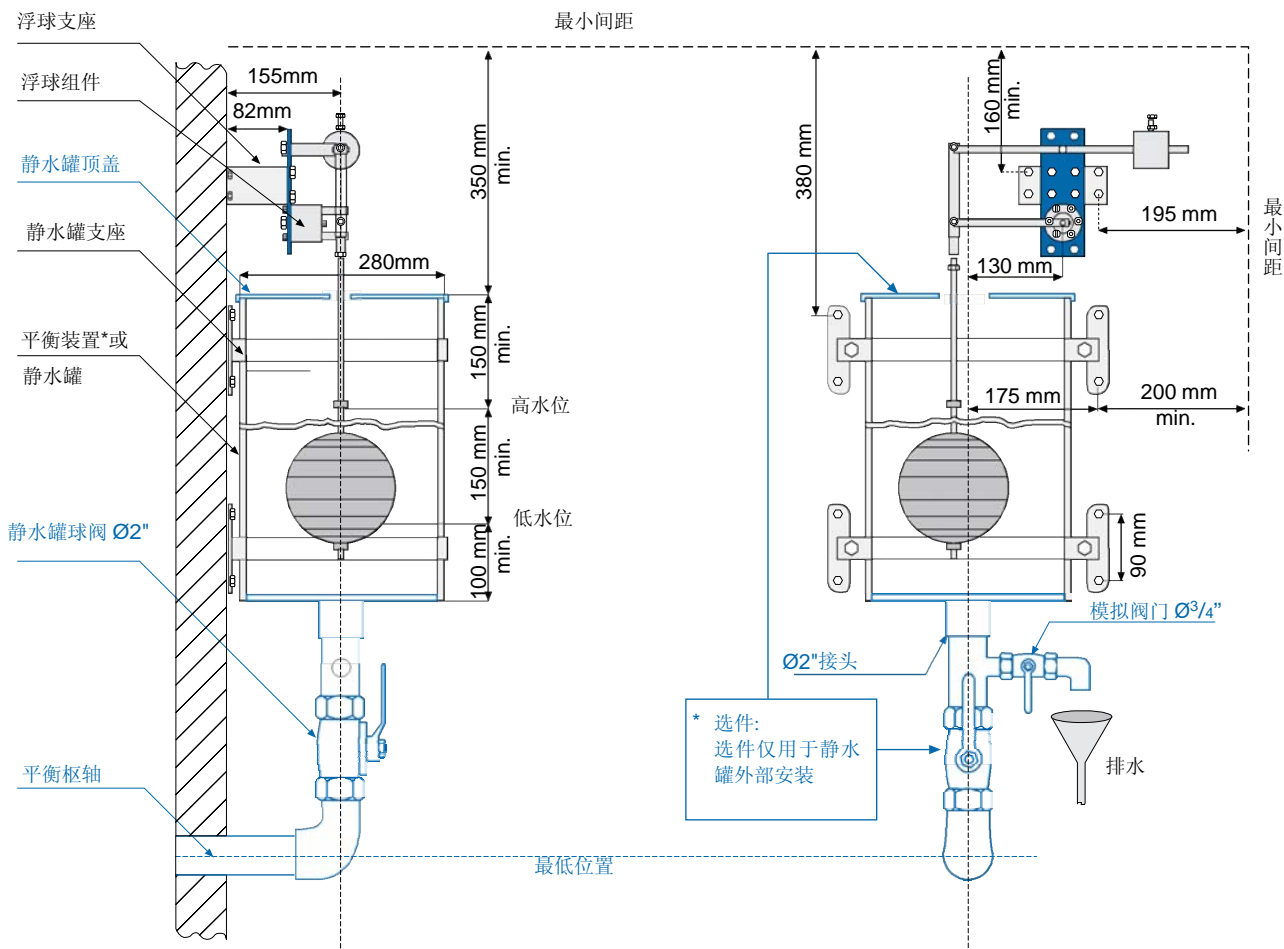 浮球支座
最小间距
浮球组件
155mm
82mm
静水罐顶盖
350 mm
min.
380 mm
160 mm
min.
静水罐支座
280mm
195 mm
最小间距
130 mm
平衡装置*或
静水罐
150 mm
min.
高水位
175 mm
200 mm
min.
150 mm
min.
低水位
静水罐球阀 Ø2"
100 mm
min.
90 mm
模拟阀门 Ø3/4”
Ø2"接头
* 选件:
选件仅用于静水
罐外部安装
排水
平衡枢轴
最低位置